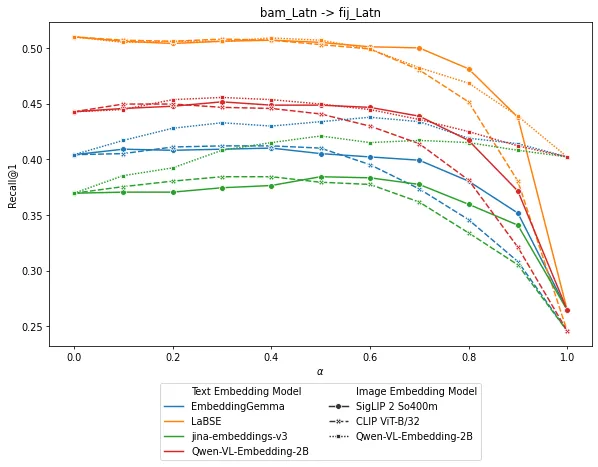 bam_Latn -> fij_Latn
Recall@1
0.50
0.45
0.40
0.35
0.30
0.25
0.0
0.2
0.4
0.6
0.8
1.0
α
Text Embedding Model
EmbeddingGemma
LaBSE
jina-embeddings-v3
Qwen-VL-Embedding-2B
Image Embedding Model
SigLIP 2 So400m
CLIP ViT-B/32
Qwen-VL-Embedding-2B